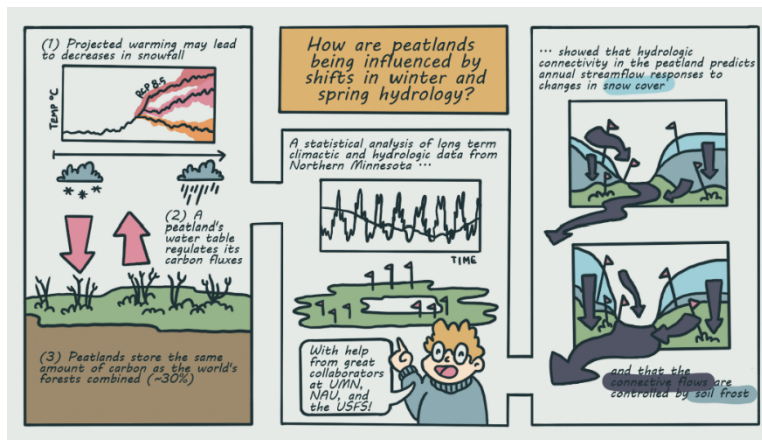 (1) Projected warming may lead
to decreases in snowfall
RCP 8.5
TEMP °C
(2) A
peatland's
water table
regulates its
carbon fluxes
(3) Peatlands store the same
amount of carbon as the world's
forests combined (~30%)
How are peatlands
being influenced by
shifts in winter and
spring hydrology?
A statistical analysis of long term
climactic and hydrologic data from
Northern Minnesota ...
TIME
With help
from great
collaborators
at UMN,
NAU, and
the USFS!
... showed that hydrologic
connectivity in the peatland predicts
annual streamflow responses to
changes in snow cover
and that the
connective flows are
controlled by soil frost